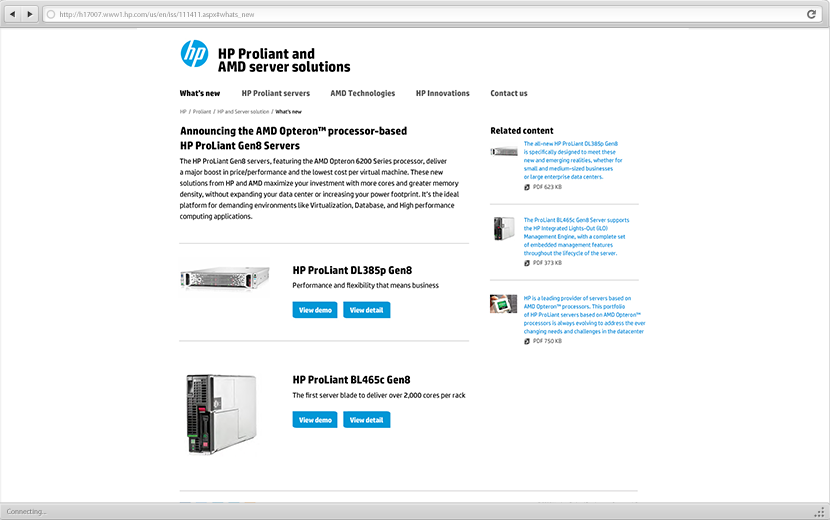 http://h17007.www1.hp.com/us/en/iss/111411.aspx#whats_new
hp
HP Proliant and
AMD server solutions
What's new
HP Proliant servers
AMD Technologies
HP Innovations
Contact us
HP / Proliant / HP and Server solution / What's new
Announcing the AMD Opteron™ processor-based
HP ProLiant Gen8 Servers
The HP ProLiant Gen8 servers, featuring the AMD Opteron 6200 Series processor, deliver
a major boost in price/performance and the lowest cost per virtual machine. These new
solutions from HP and AMD maximize your investment with more cores and greater memory
density, without expanding your data center or increasing your power footprint. It's the ideal
platform for demanding environments like Virtualization, Database, and High performance
computing applications.
HP ProLiant DL385p Gen8
Performance and flexibility that means business
View demo
View detail
HP ProLiant BL465c Gen8
The first server blade to deliver over 2,000 cores per rack
View demo
View detail
Related content
The all-new HP ProLiant DL385p Gen8
is specifically designed to meet these
new and emerging realities, whether for
small and medium-sized businesses
or large enterprise data centers.
PDF 623 KB
The ProLiant BL465c Gen8 Server supports
the HP Integrated Lights-Out (iLO)
Management Engine, with a complete set
of embedded management features
throughout the lifecycle of the server.
PDF 373 KB
HP is a leading provider of servers based on
AMD Opteron™ processors. This portfolio
of HP ProLiant servers based on AMD Opteron™
processors is always evolving to address the ever
changing needs and challenges in the datacenter
PDF 750 KB
Connecting...